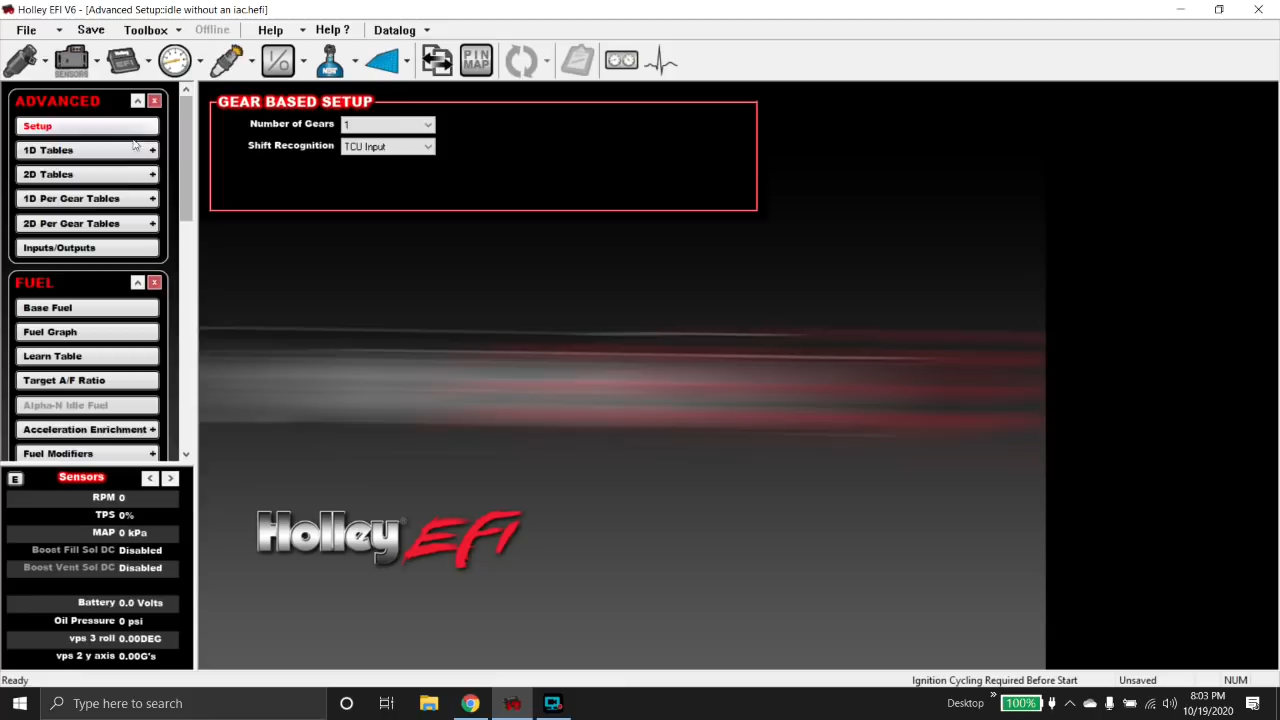 Holley EFI V6 - [Advanced Setup:idle without an iac.hefi]
File Save Toolbox Offline Help Help ? Datalog
SENSORS EFI I/O N2O PIN MAP
ADVANCED
Setup
1D Tables +
2D Tables +
1D Per Gear Tables +
2D Per Gear Tables +
Inputs/Outputs
FUEL
Base Fuel
Fuel Graph
Learn Table
Target A/F Ratio
Alpha-N Idle Fuel
Acceleration Enrichment +
Fuel Modifiers +
E Sensors < >
RPM 0
TPS 0%
MAP 0 kPa
Boost Fill Sol DC Disabled
Boost Vent Sol DC Disabled
Battery 0.0 Volts
Oil Pressure 0 psi
vps 3 roll 0.00DEG
vps 2 y axis 0.00G's
GEAR BASED SETUP
Number of Gears 1
Shift Recognition TCU Input
Holley EFI
Ready Ignition Cycling Required Before Start Unsaved NUM
Type here to search
Desktop » 100%
8:03 PM
10/19/2020